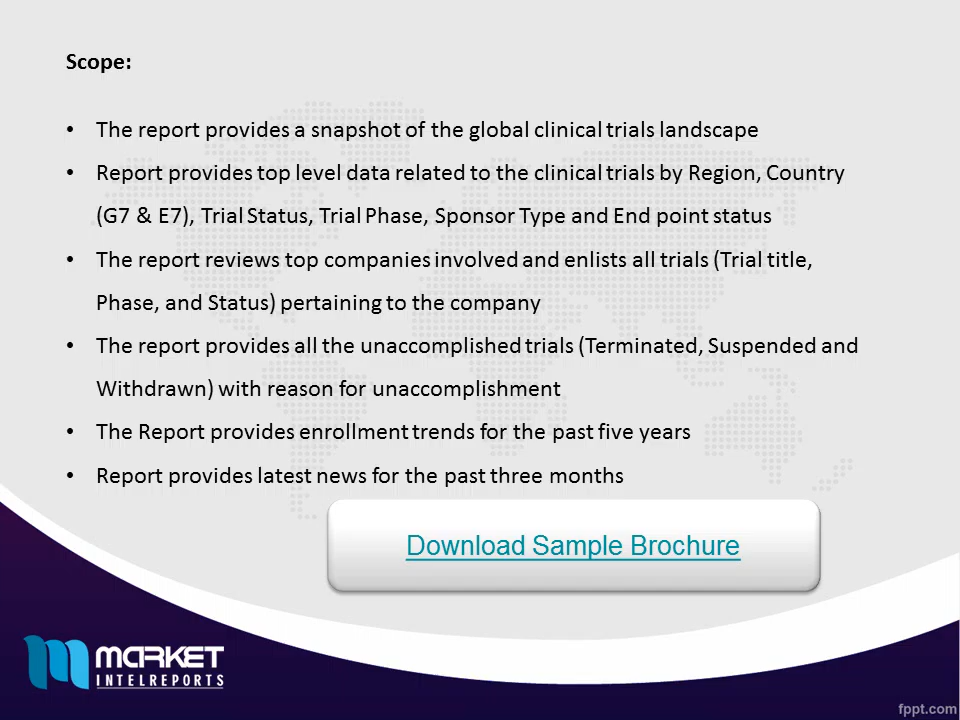 Scope:
• The report provides a snapshot of the global clinical trials landscape
• Report provides top level data related to the clinical trials by Region, Country
(G7 & E7), Trial Status, Trial Phase, Sponsor Type and End point status
• The report reviews top companies involved and enlists all trials (Trial title,
Phase, and Status) pertaining to the company
• The report provides all the unaccomplished trials (Terminated, Suspended and
Withdrawn) with reason for unaccomplishment
• The Report provides enrollment trends for the past five years
• Report provides latest news for the past three months
Download Sample Brochure
MARKET
INTELREPORTS
fppt.com